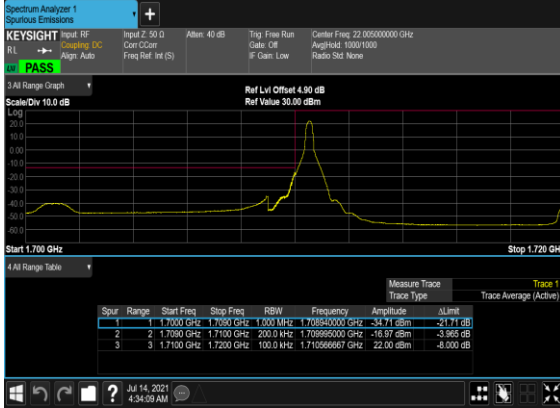 Spectrum Analyzer 1
Spurious Emissions
+
KEYSIGHT Input: RF Input Z: 50 Ω Atten: 40 dB Trig: Free Run Center Freq: 22.005000000 GHz
RL Coupling: DC Corr CCorr Gate: Off Avg|Hold: 1000/1000
Align: Auto Freq Ref: Int (S) IF Gain: Low Radio Std: None
PASS
3.All Range Graph
Ref Lvl Offset 4.90 dB
Scale/Div 10.0 dB Ref Value 30.00 dBm
Log
20.0
10.0
0.00
-10.0
-20.0
-30.0
-40.0
-50.0
-60.0
Start 1.700 GHz Stop 1.720 GH
4.All Range Table
Measure Trace Trace 1
Trace Type Trace Average (Active)
Spur Range Start Freq Stop Freq RBW Frequency Amplitude ΔLimit
1 1 1.7000 GHz 1.7090 GHz 1.000 MHz 1.708940000 GHz -34.71 dBm -21.71 dB
2 2 1.7090 GHz 1.7100 GHz 200.0 kHz 1.709995000 GHz -16.97 dBm -3.965 dB
3 3 1.7100 GHz 1.7200 GHz 100.0 kHz 1.710566667 GHz 22.00 dBm -8.000 dB
?
Jul 14, 2021
4:34:09 AM